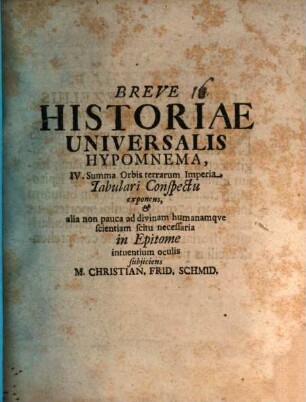 BREVE 16
HISTORIAE
UNIVERSALIS
HYPOMNEMA,
IV. Summa Orbis terrarum Imperia
Tabulari Conſpectu
exponens,
&
alia non pauca ad divinam humanamqve
ſcientiam ſcitu neceſſaria
in Epitome
intuentium oculis
ſubjiciens
M. CHRISTIAN, FRID, SCHMID,